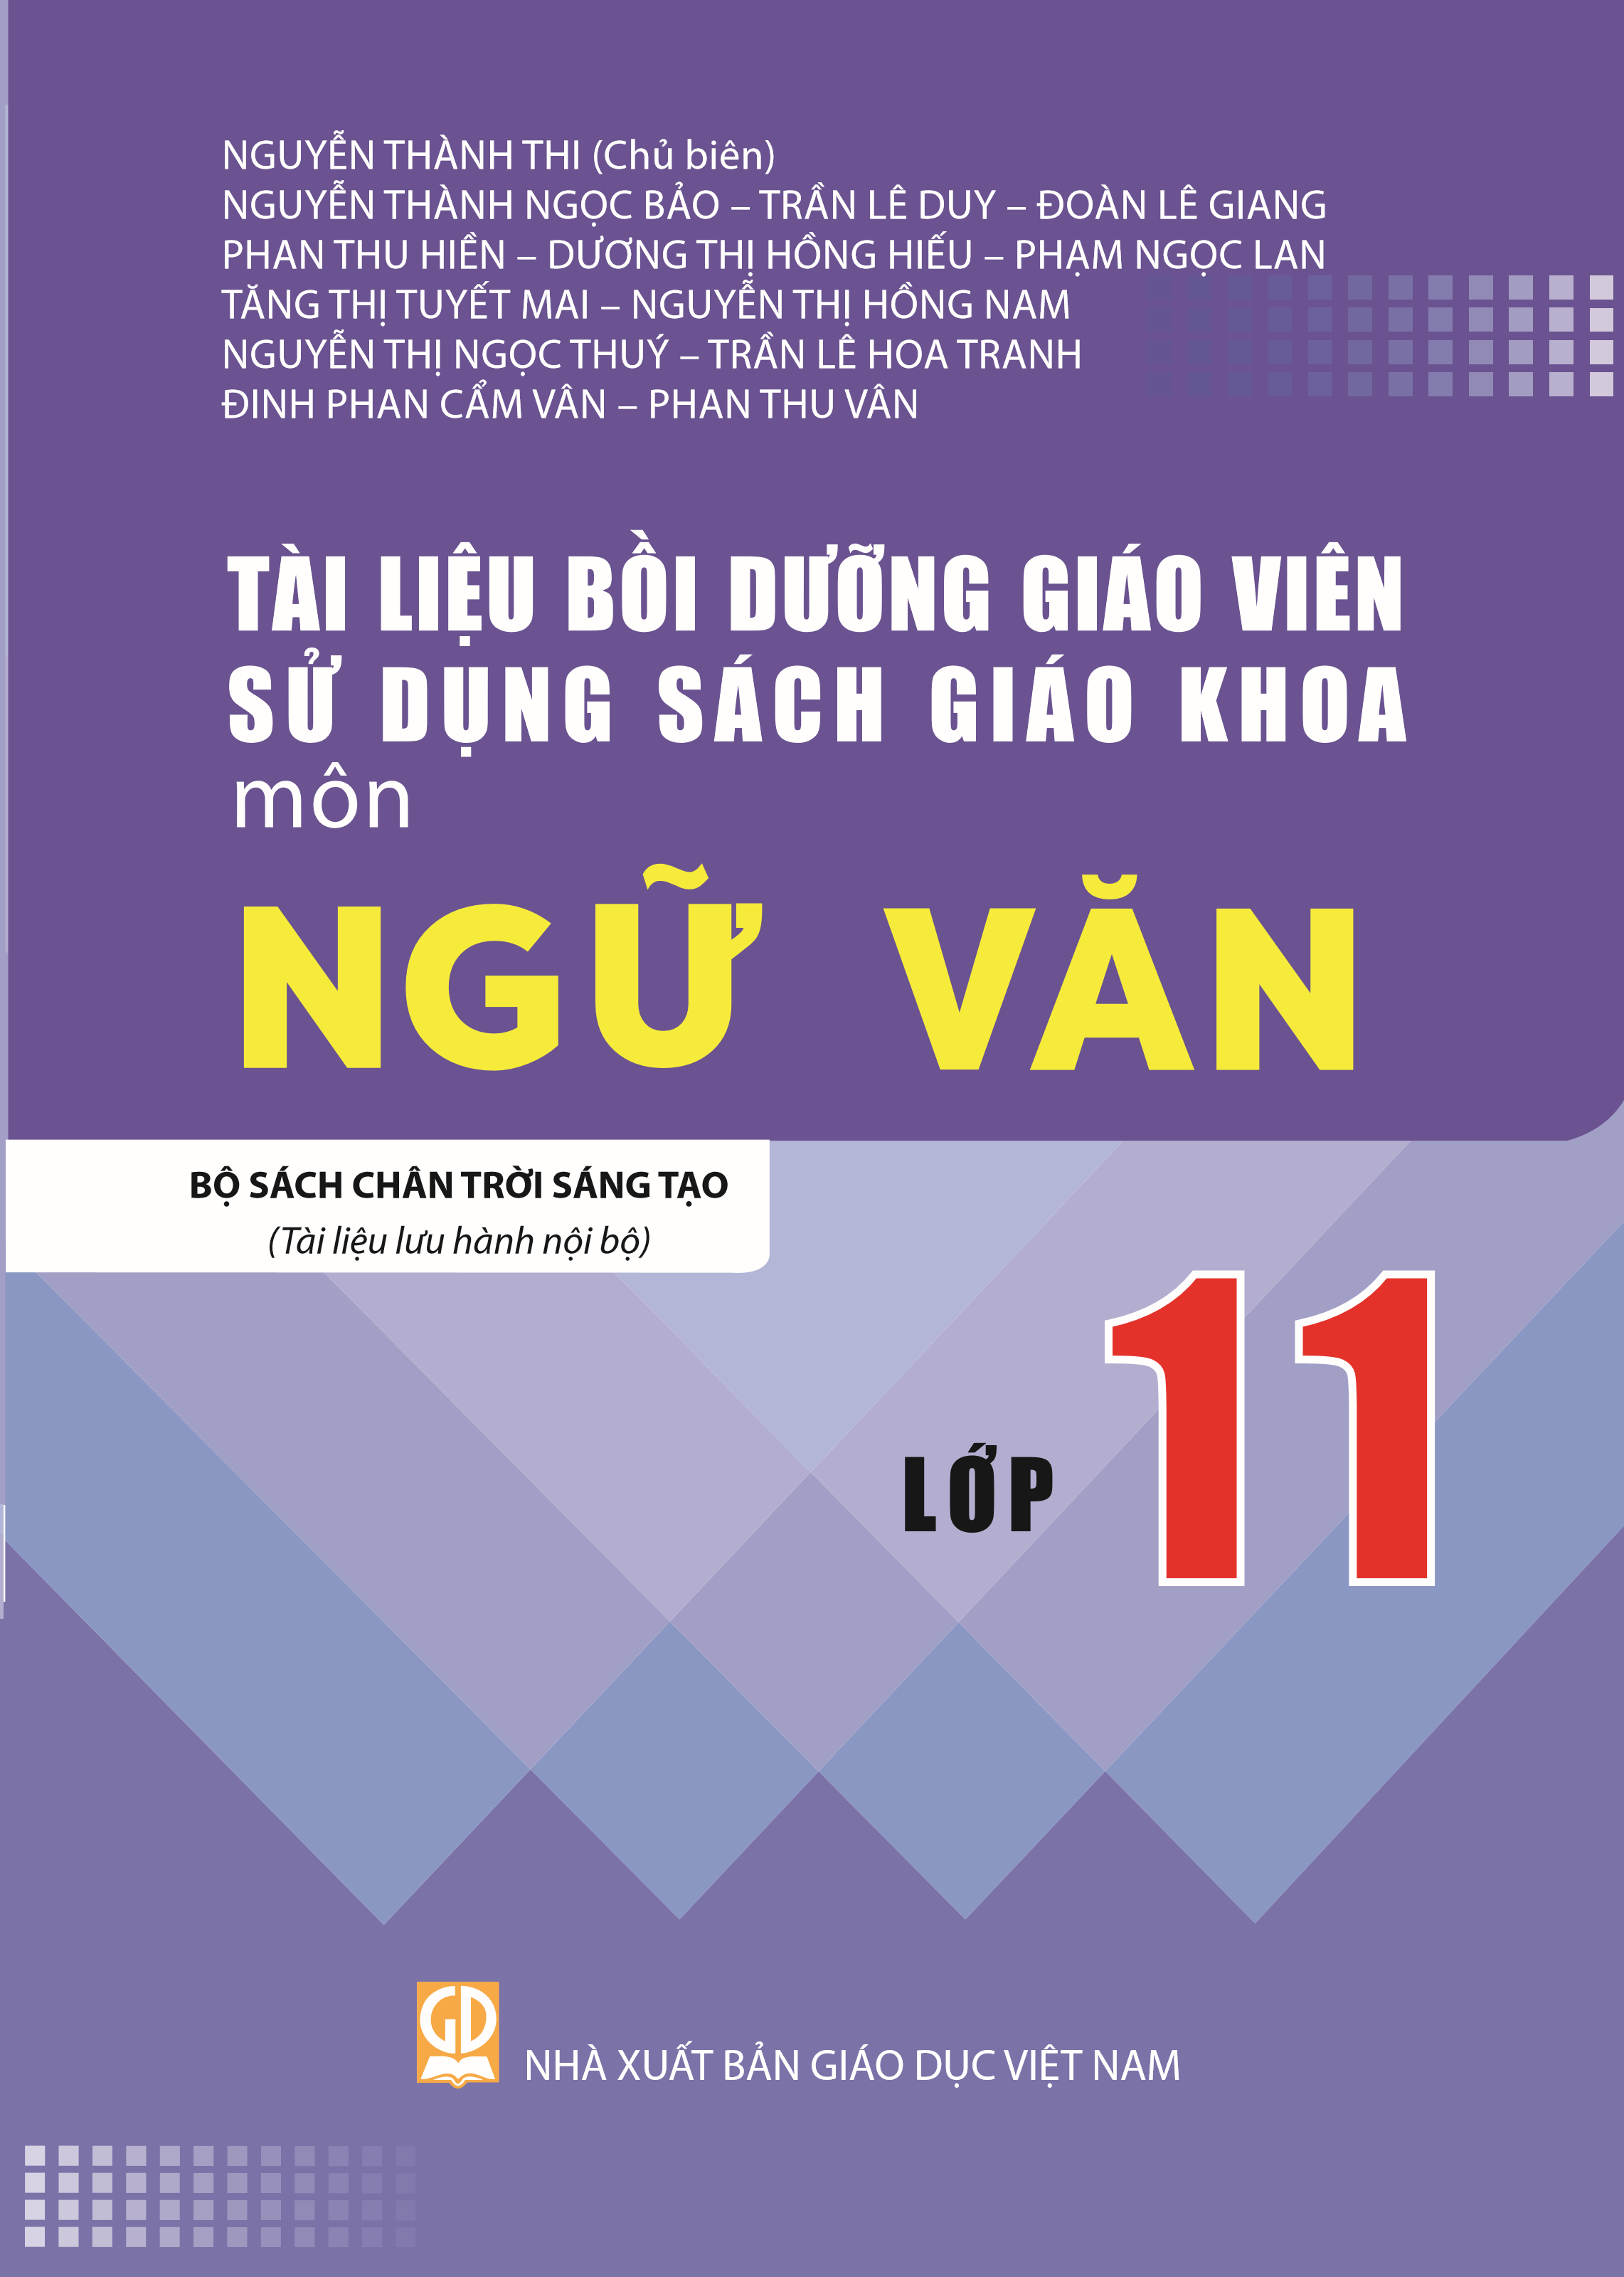 NGUYỄN THÀNH THI (Chủ biên)
NGUYỄN THÀNH NGỌC BẢO – TRẦN LÊ DUY – ĐOÀN LÊ GIANG
PHAN THU HIỀN – DƯƠNG THỊ HỒNG HIẾU – PHẠM NGỌC LAN
TĂNG THỊ TUYẾT MAI – NGUYỄN THỊ HỒNG NAM
NGUYỄN THỊ NGỌC THUÝ – TRẦN LÊ HOA TRANH
ĐINH PHAN CẨM VÂN – PHAN THU VÂN
TÀI LIỆU BỒI DƯỠNG GIÁO VIÊN
SỬ DỤNG SÁCH GIÁO KHOA
môn
NGỮ VĂN
BỘ SÁCH CHÂN TRỜI SÁNG TẠO
(Tài liệu lưu hành nội bộ)
LỚP 11
GD
NHÀ XUẤT BẢN GIÁO DỤC VIỆT NAM